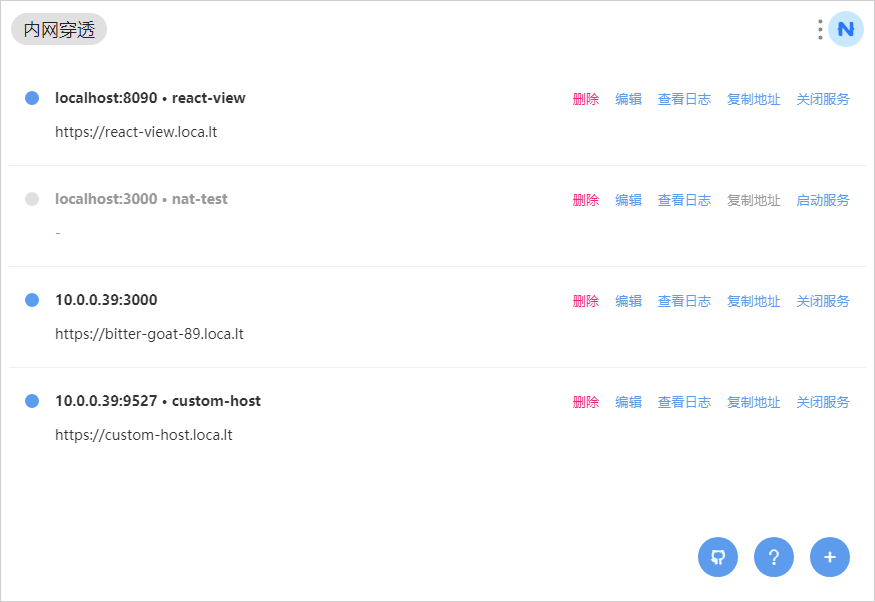 内网穿透
N
localhost:8090 • react-view
删除 编辑 查看日志 复制地址 关闭服务
https://react-view.loca.lt
localhost:3000 • nat-test
删除 编辑 查看日志 复制地址 启动服务
-
10.0.0.39:3000
删除 编辑 查看日志 复制地址 关闭服务
https://bitter-goat-89.loca.lt
10.0.0.39:9527 • custom-host
删除 编辑 查看日志 复制地址 关闭服务
https://custom-host.loca.lt
? +